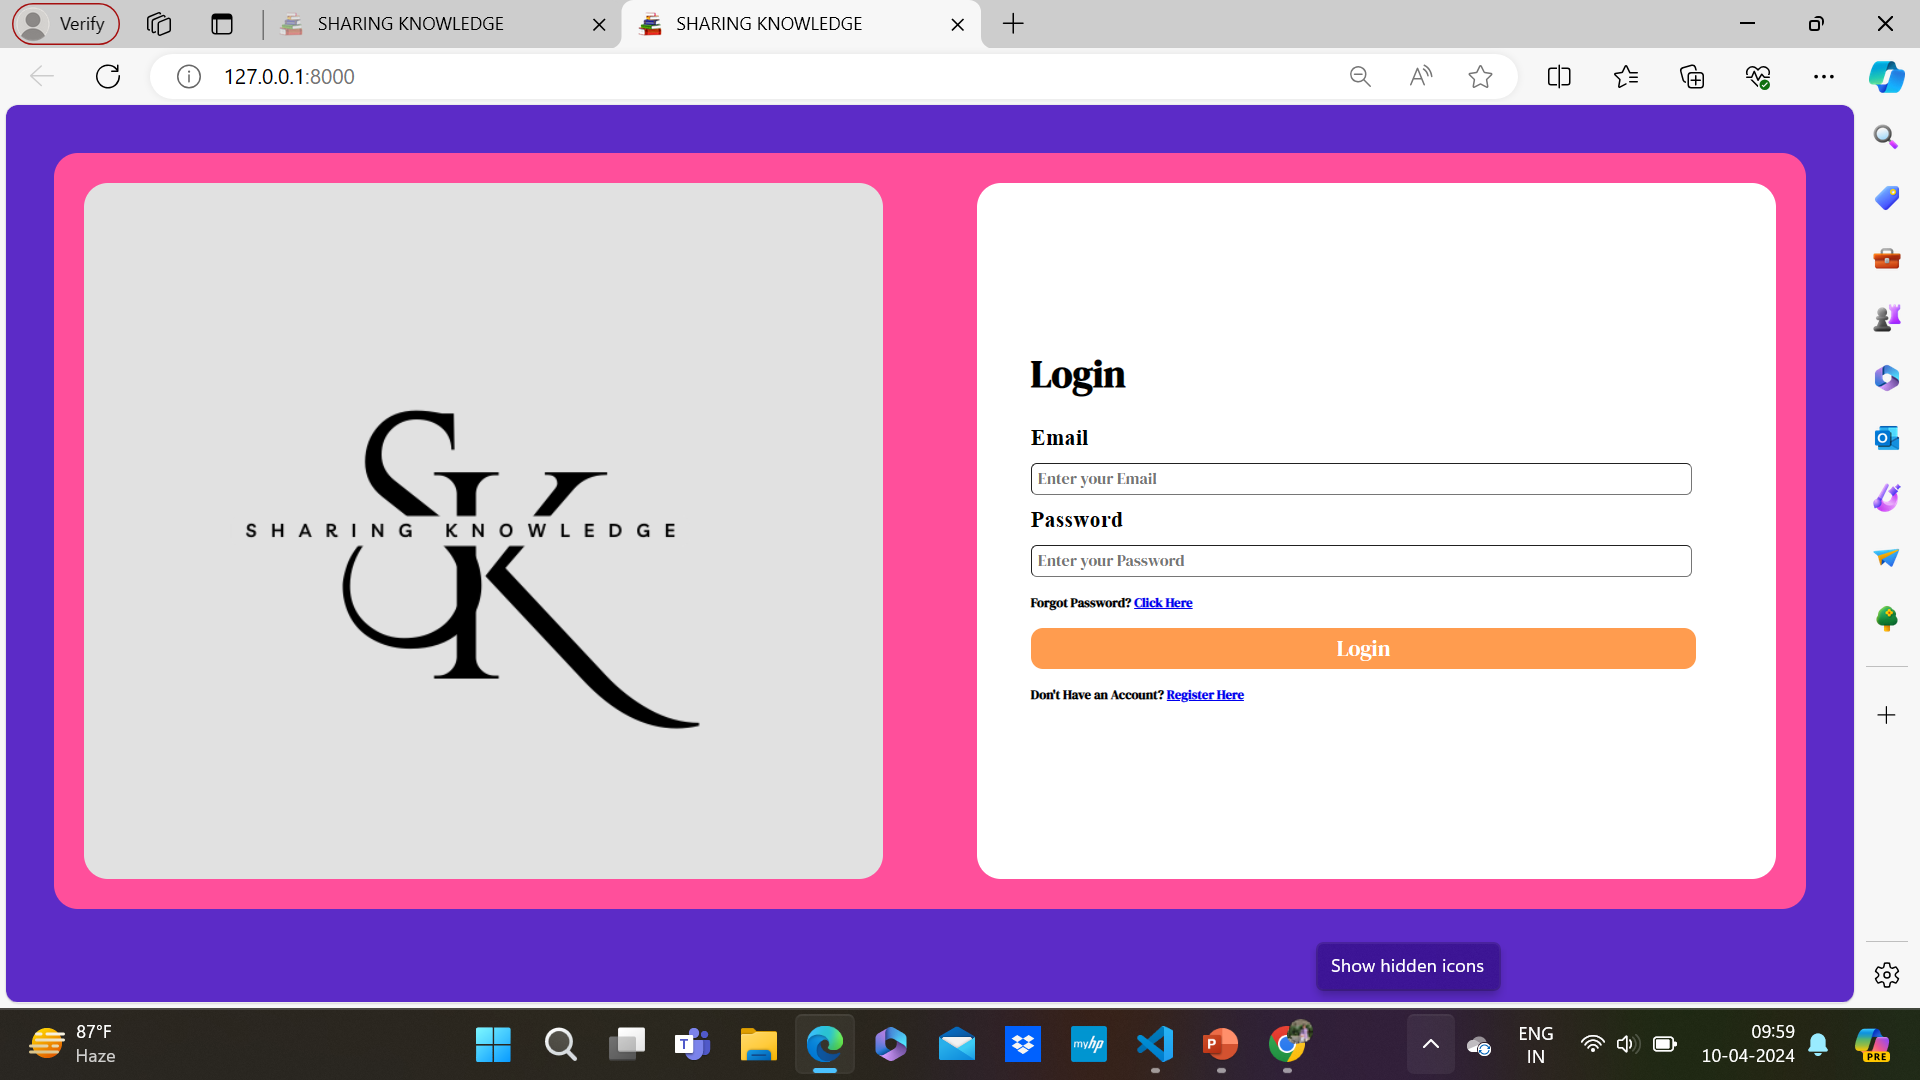 Verify
SHARING KNOWLEDGE
SHARING KNOWLEDGE
127.0.0.1:8000
SHARING KNOWLEDGE
Login
Email
Enter your Email
Password
Enter your Password
Forgot Password? Click Here
Login
Don't Have an Account? Register Here
Show hidden icons
87°F
Haze
myhp
ENG
IN
09:59
10-04-2024
PRE